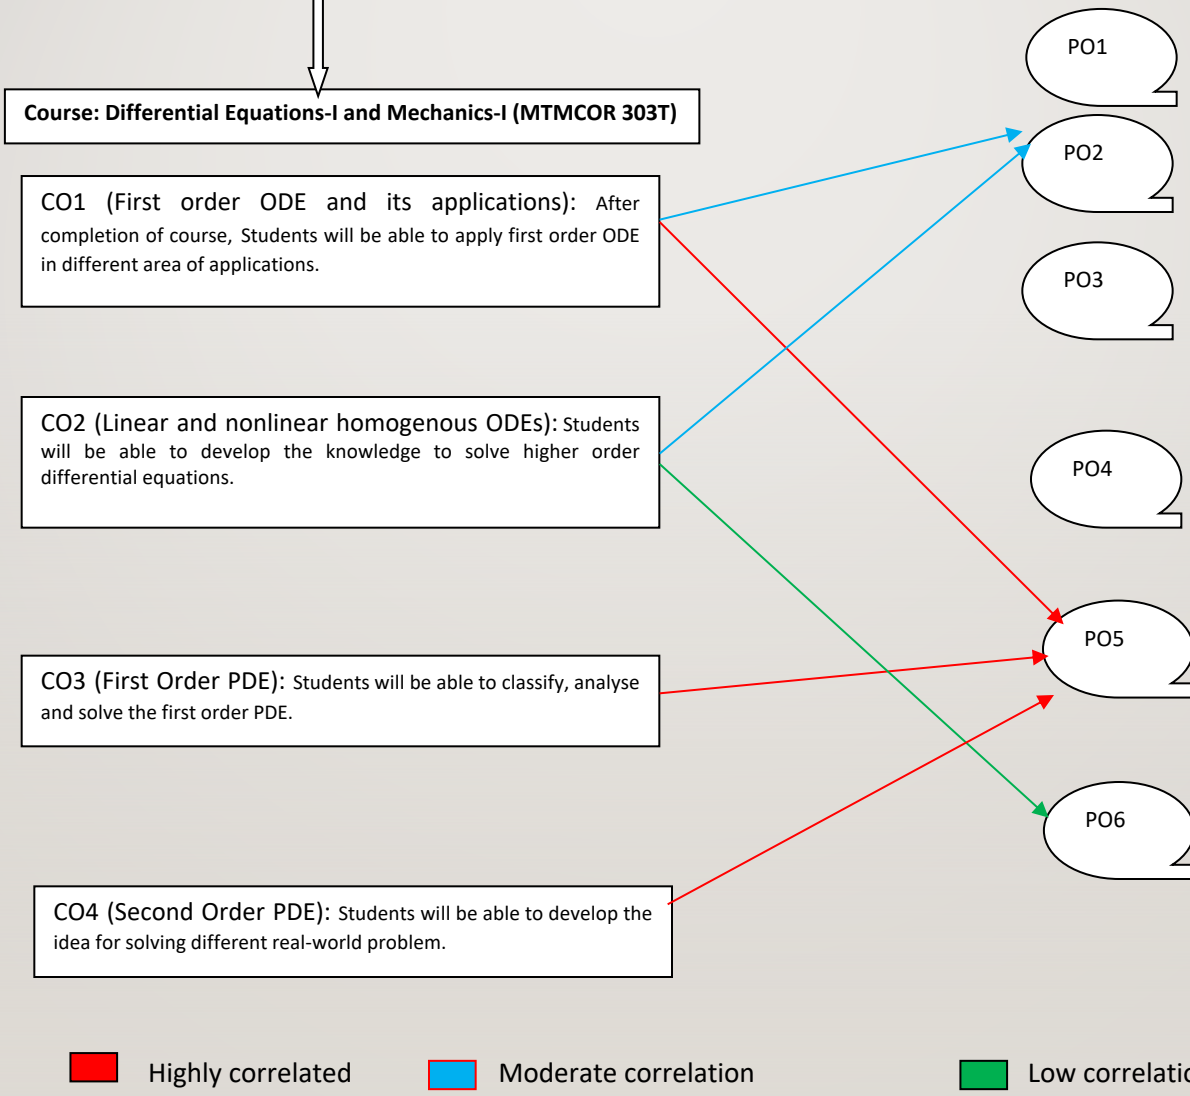 PO1
Course: Differential Equations-I and Mechanics-I (MTMCOR 303T)
PO2
CO1 (First order ODE and its applications): After
completion of course, Students will be able to apply first order ODE
in different area of applications.
PO3
CO2 (Linear and nonlinear homogenous ODEs): Students
will be able to develop the knowledge to solve higher order
differential equations.
PO4
PO5
CO3 (First Order PDE): Students will be able to classify, analyse
and solve the first order PDE.
PO6
CO4 (Second Order PDE): Students will be able to develop the
idea for solving different real-world problem.
Highly correlated
Moderate correlation
Low correlatio